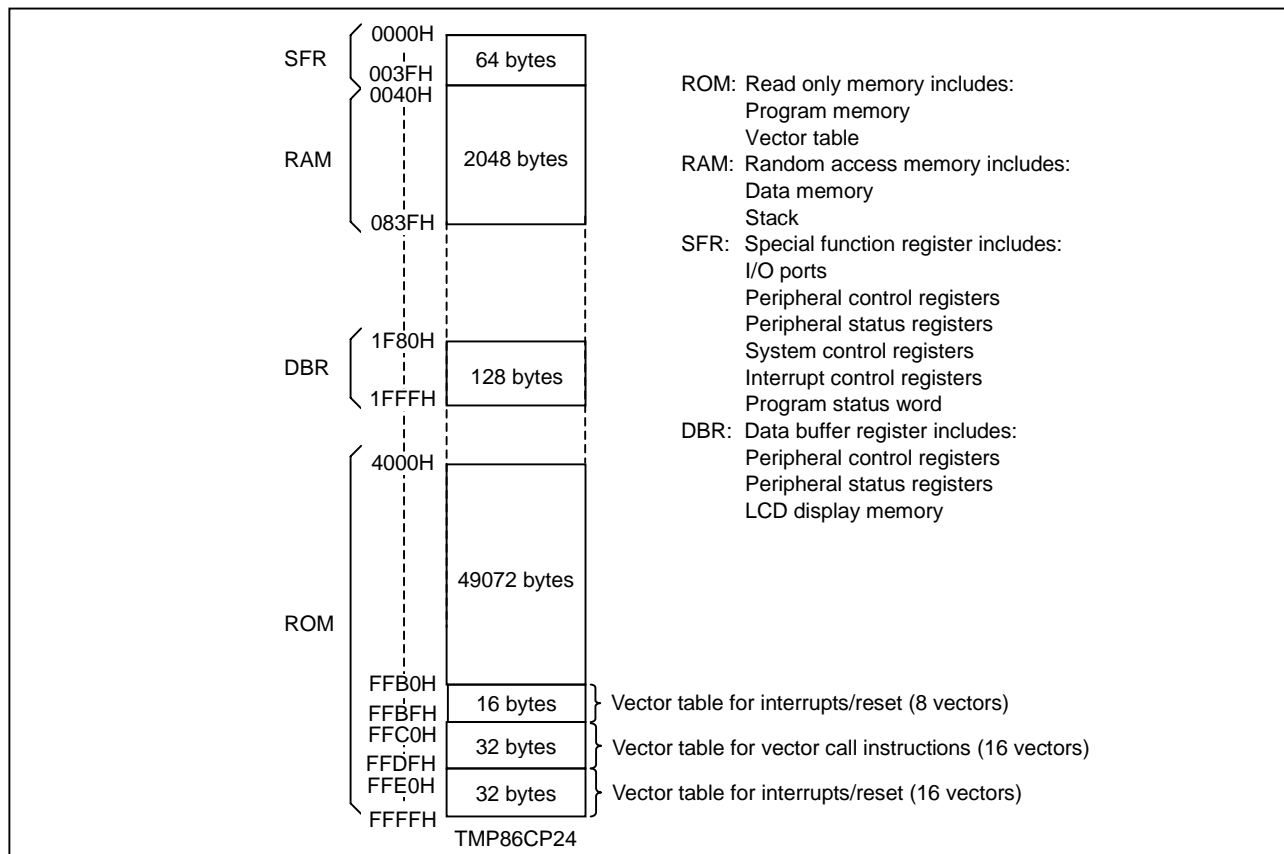 0000H
SFR
64 bytes
003FH
0040H
RAM
2048 bytes
083FH
1F80H
DBR
128 bytes
1FFFH
4000H
49072 bytes
ROM
FFB0H
16 bytes
Vector table for interrupts/reset (8 vectors)
FFBFH
FFC0H
32 bytes
Vector table for vector call instructions (16 vectors)
FFDFH
FFE0H
32 bytes
Vector table for interrupts/reset (16 vectors)
FFFFH
TMP86CP24
ROM: Read only memory includes:
Program memory
Vector table
RAM: Random access memory includes:
Data memory
Stack
SFR: Special function register includes:
I/O ports
Peripheral control registers
Peripheral status registers
System control registers
Interrupt control registers
Program status word
DBR: Data buffer register includes:
Peripheral control registers
Peripheral status registers
LCD display memory